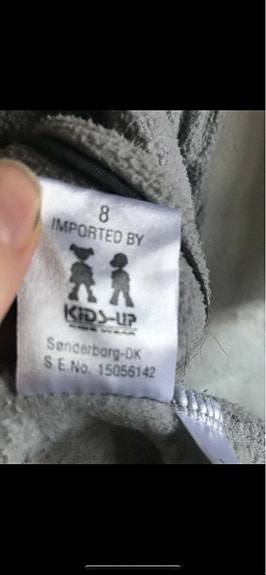 8
IMPORTED BY
KiDS-UP
Sønderborg-DK
S.E.No. 15056142